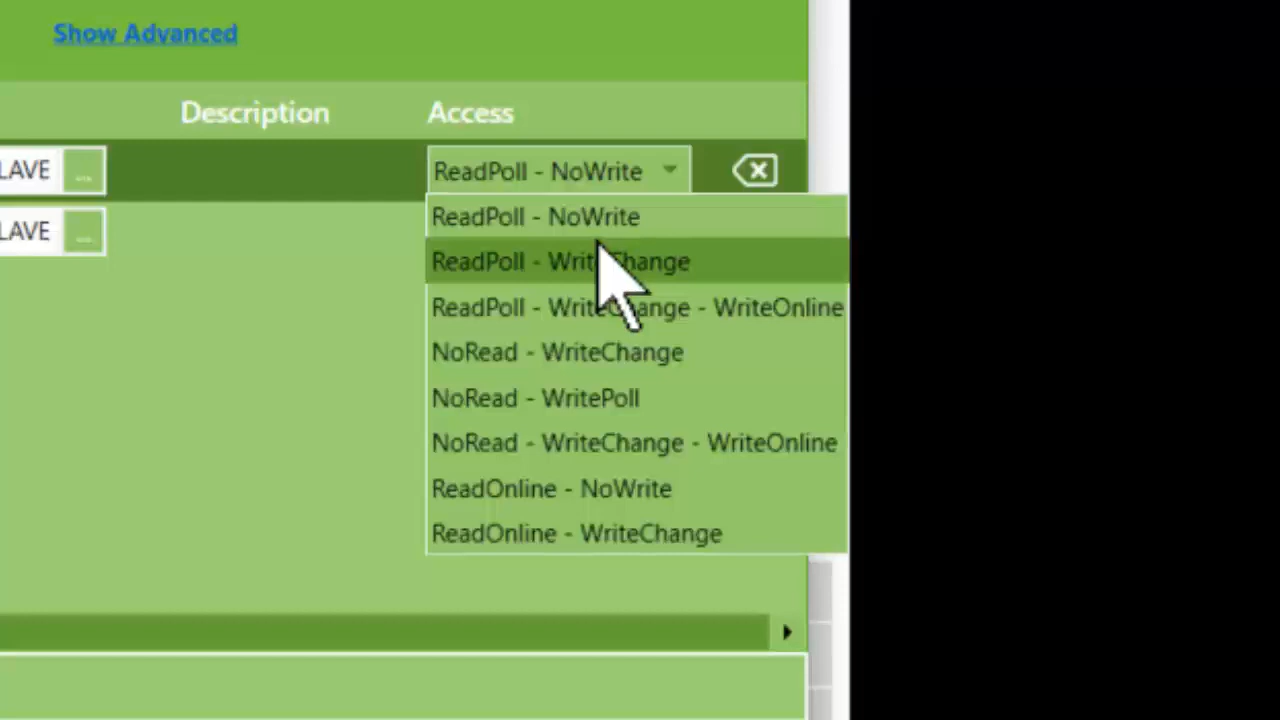 Show Advanced
Description Access
LAVE ... ReadPoll - NoWrite
ReadPoll - NoWrite
LAVE ...
ReadPoll - WriteChange
ReadPoll - WriteChange - WriteOnline
NoRead - WriteChange
NoRead - WritePoll
NoRead - WriteChange - WriteOnline
ReadOnline - NoWrite
ReadOnline - WriteChange